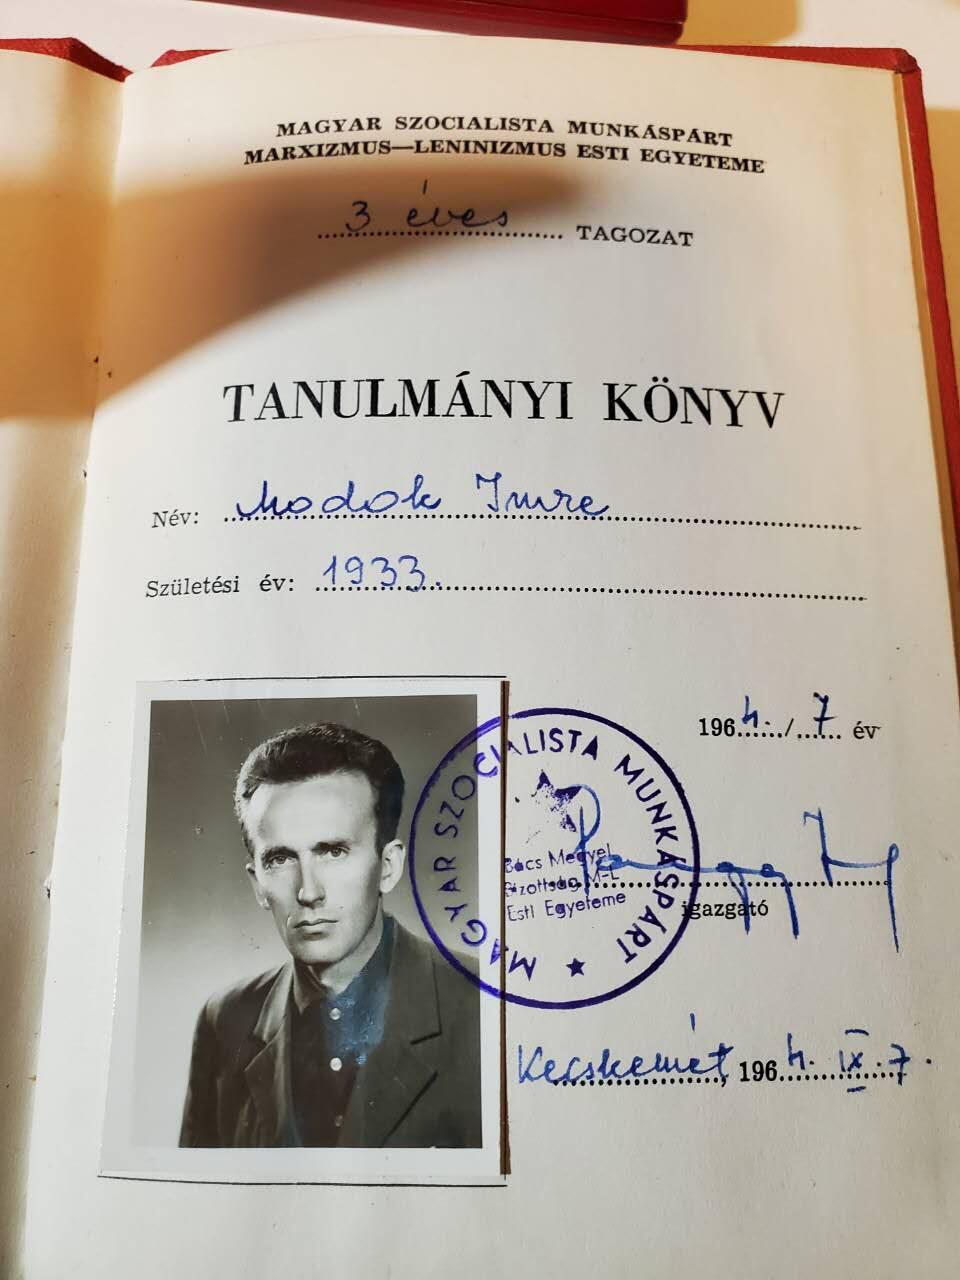 MAGYAR SZOCIALISTA MUNKÁSPÁRT
MARXIZMUS—LENINIZMUS ESTI EGYETEME
3 éves TAGOZAT
TANULMÁNYI KÖNYV
Név: Modok Imre
Születési év: 1933.
1964./7 év
MAGYAR SZOCIALISTA MUNKÁSPÁRT
Bács Megyei
Bizottság M-L
Esti Egyeteme
igazgató
Kecskemét, 1964. IX. 7.